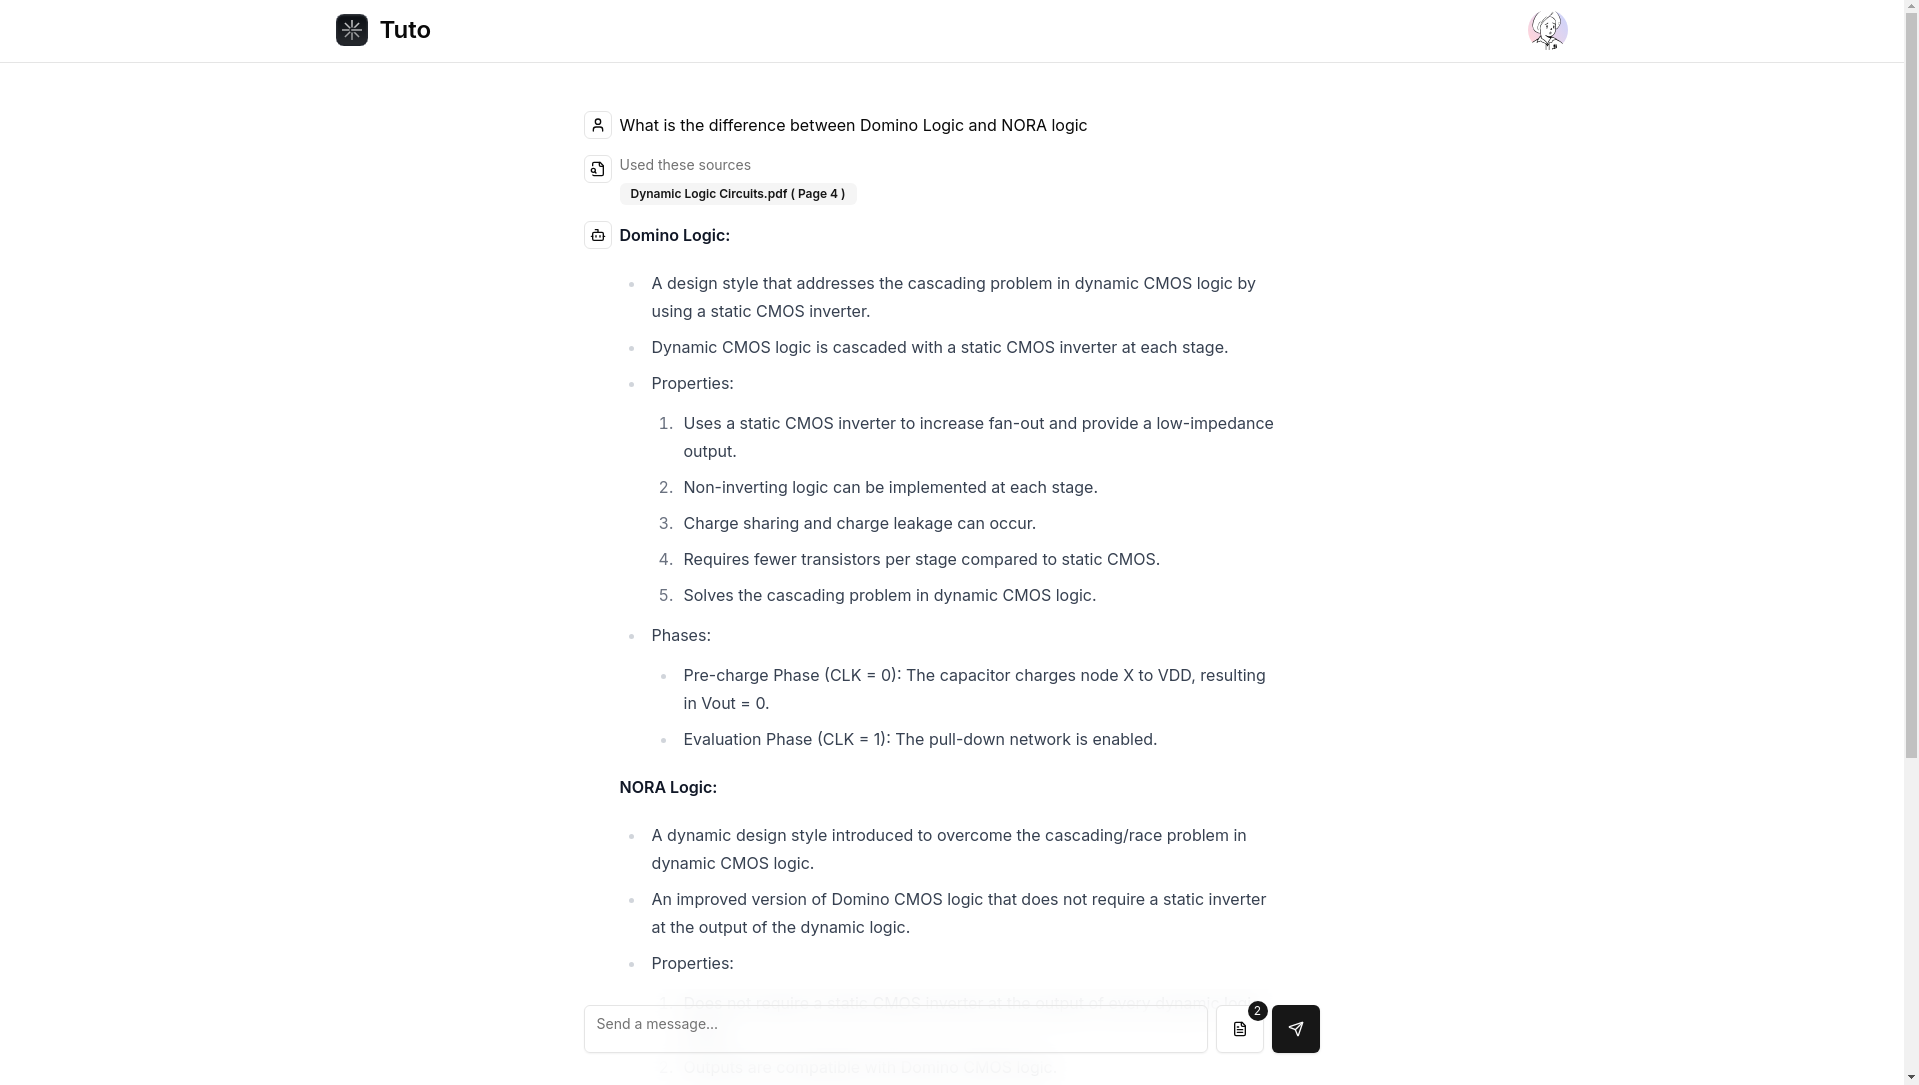 Tuto
What is the difference between Domino Logic and NORA logic
Used these sources
Dynamic Logic Circuits.pdf ( Page 4 )
Domino Logic:
A design style that addresses the cascading problem in dynamic CMOS logic by
using a static CMOS inverter.
Dynamic CMOS logic is cascaded with a static CMOS inverter at each stage.
Properties:
1. Uses a static CMOS inverter to increase fan-out and provide a low-impedance
output.
2. Non-inverting logic can be implemented at each stage.
3. Charge sharing and charge leakage can occur.
4. Requires fewer transistors per stage compared to static CMOS.
5. Solves the cascading problem in dynamic CMOS logic.
Phases:
Pre-charge Phase (CLK = 0): The capacitor charges node X to VDD, resulting
in Vout = 0.
Evaluation Phase (CLK = 1): The pull-down network is enabled.
NORA Logic:
A dynamic design style introduced to overcome the cascading/race problem in
dynamic CMOS logic.
An improved version of Domino CMOS logic that does not require a static inverter
at the output of the dynamic logic.
Properties:
Does not require a static CMOS inverter at the output of every dynamic
Send a message...
2
Outputs are compatible with Domino CMOS logic.